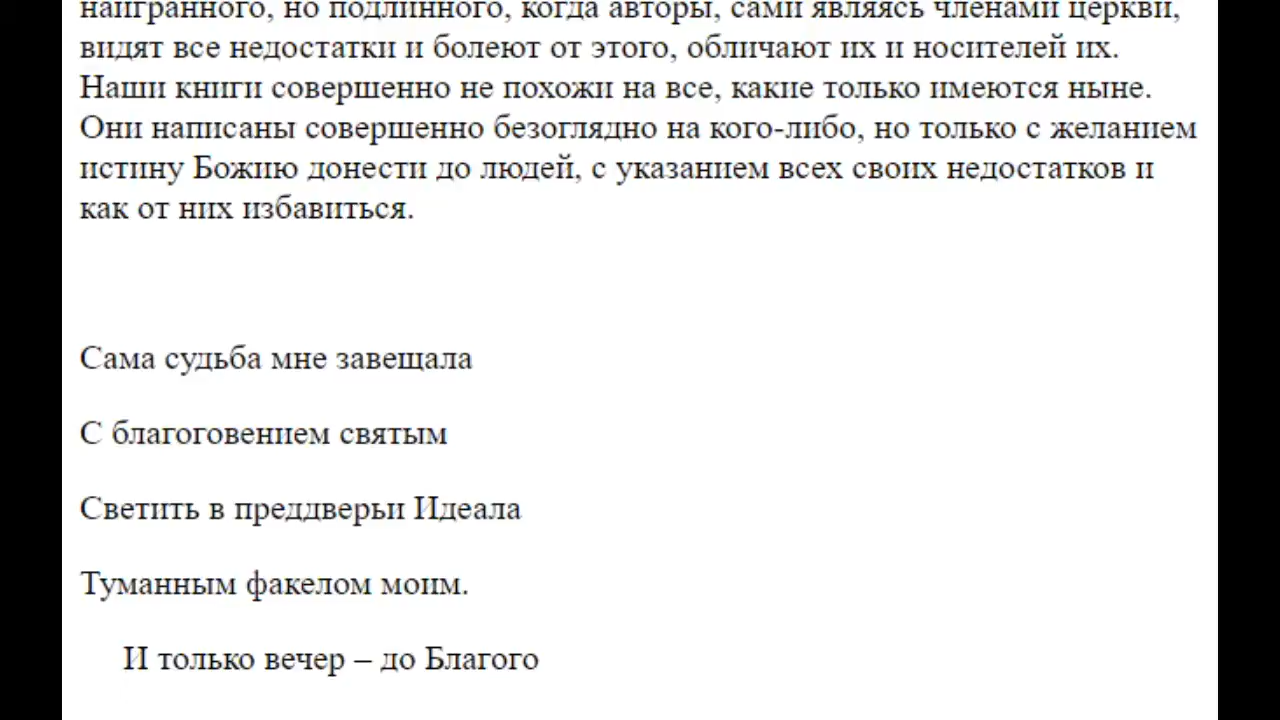 наигранного, но подлинного, когда авторы, сами являясь членами церкви,
видят все недостатки и болеют от этого, обличают их и носителей их.
Наши книги совершенно не похожи на все, какие только имеются ныне.
Они написаны совершенно безоглядно на кого-либо, но только с желанием
истину Божию донести до людей, с указанием всех своих недостатков и
как от них избавиться.
Сама судьба мне завещала
С благоговением святым
Светить в преддверьи Идеала
Туманным факелом моим.
И только вечер – до Благого